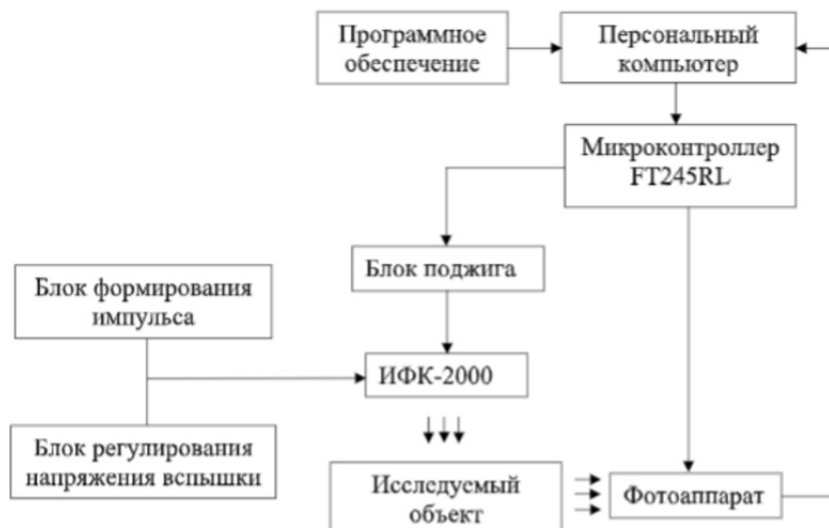 Программное
обеспечение
Персональный
компьютер
Микроконтроллер
FT245RL
Блок поджига
Блок формирования
импульса
ИФК-2000
Блок регулирования
напряжения вспышки
Исследуемый
объект
Фотоаппарат